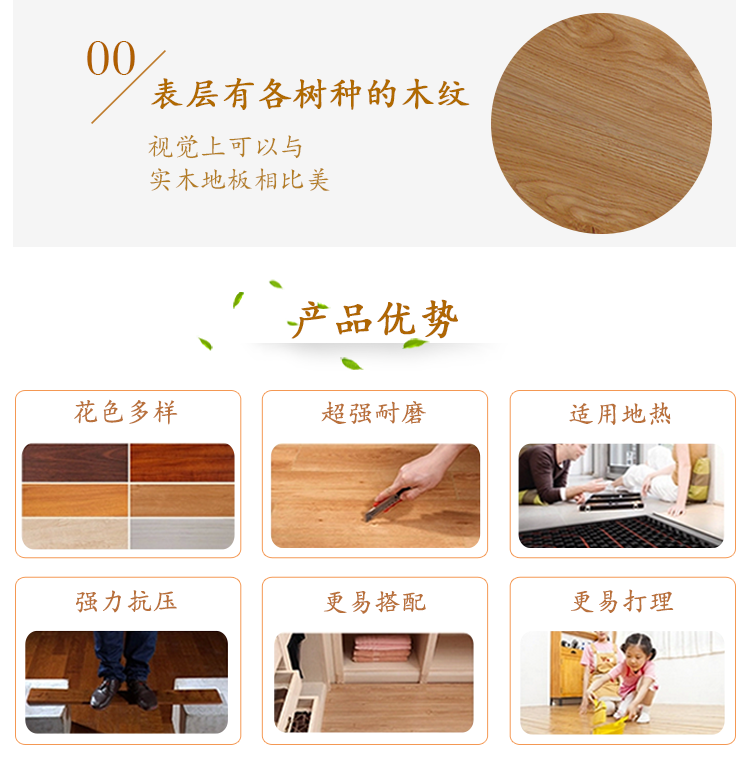 00
表层有各树种的木纹
视觉上可以与
实木地板相比美
产品优势
花色多样
超强耐磨
适用地热
强力抗压
更易搭配
更易打理